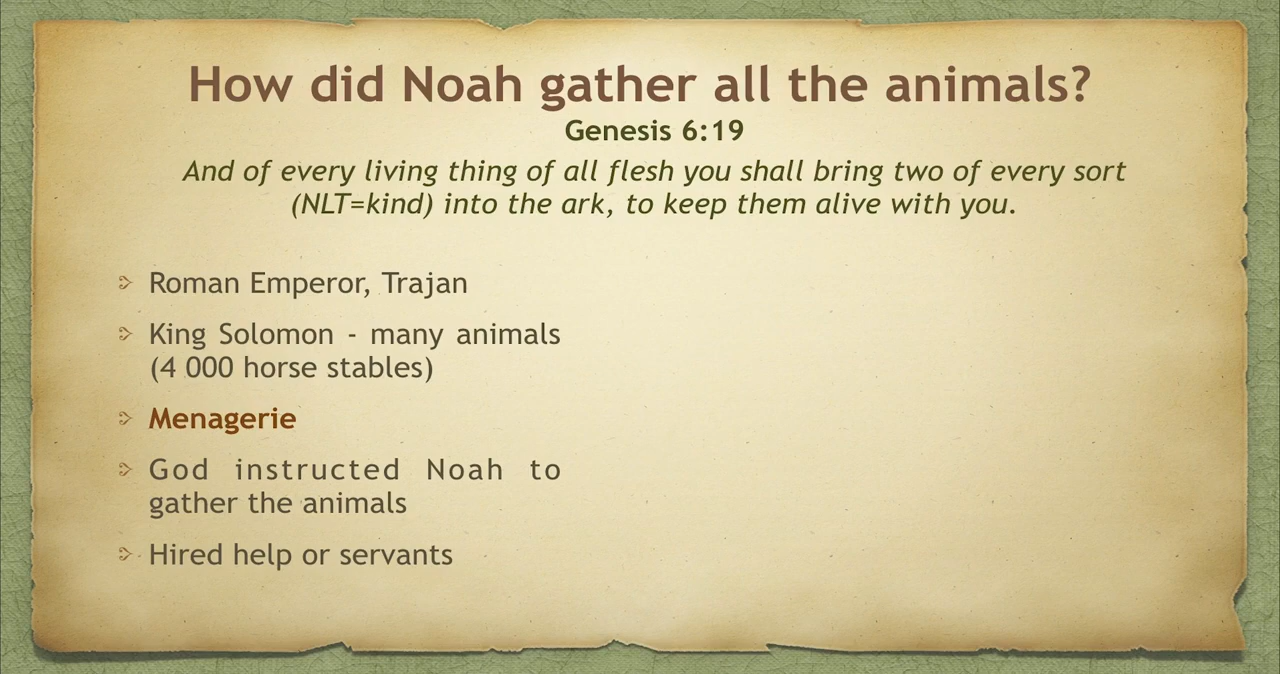 How did Noah gather all the animals?
Genesis 6:19
And of every living thing of all flesh you shall bring two of every sort
(NLT=kind) into the ark, to keep them alive with you.
Roman Emperor, Trajan
King Solomon - many animals
(4 000 horse stables)
Menagerie
God instructed Noah to
gather the animals
Hired help or servants